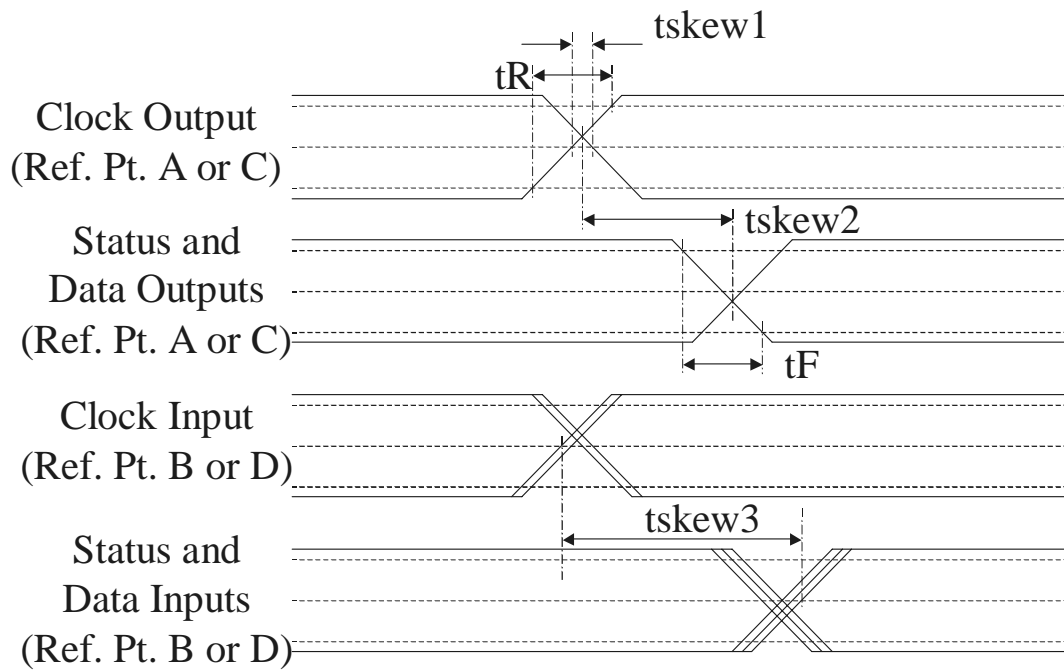 tskew1
tR
Clock Output
(Ref. Pt. A or C)
tskew2
Status and
Data Outputs
(Ref. Pt. A or C)
tF
Clock Input
(Ref. Pt. B or D)
tskew3
Status and
Data Inputs
(Ref. Pt. B or D)